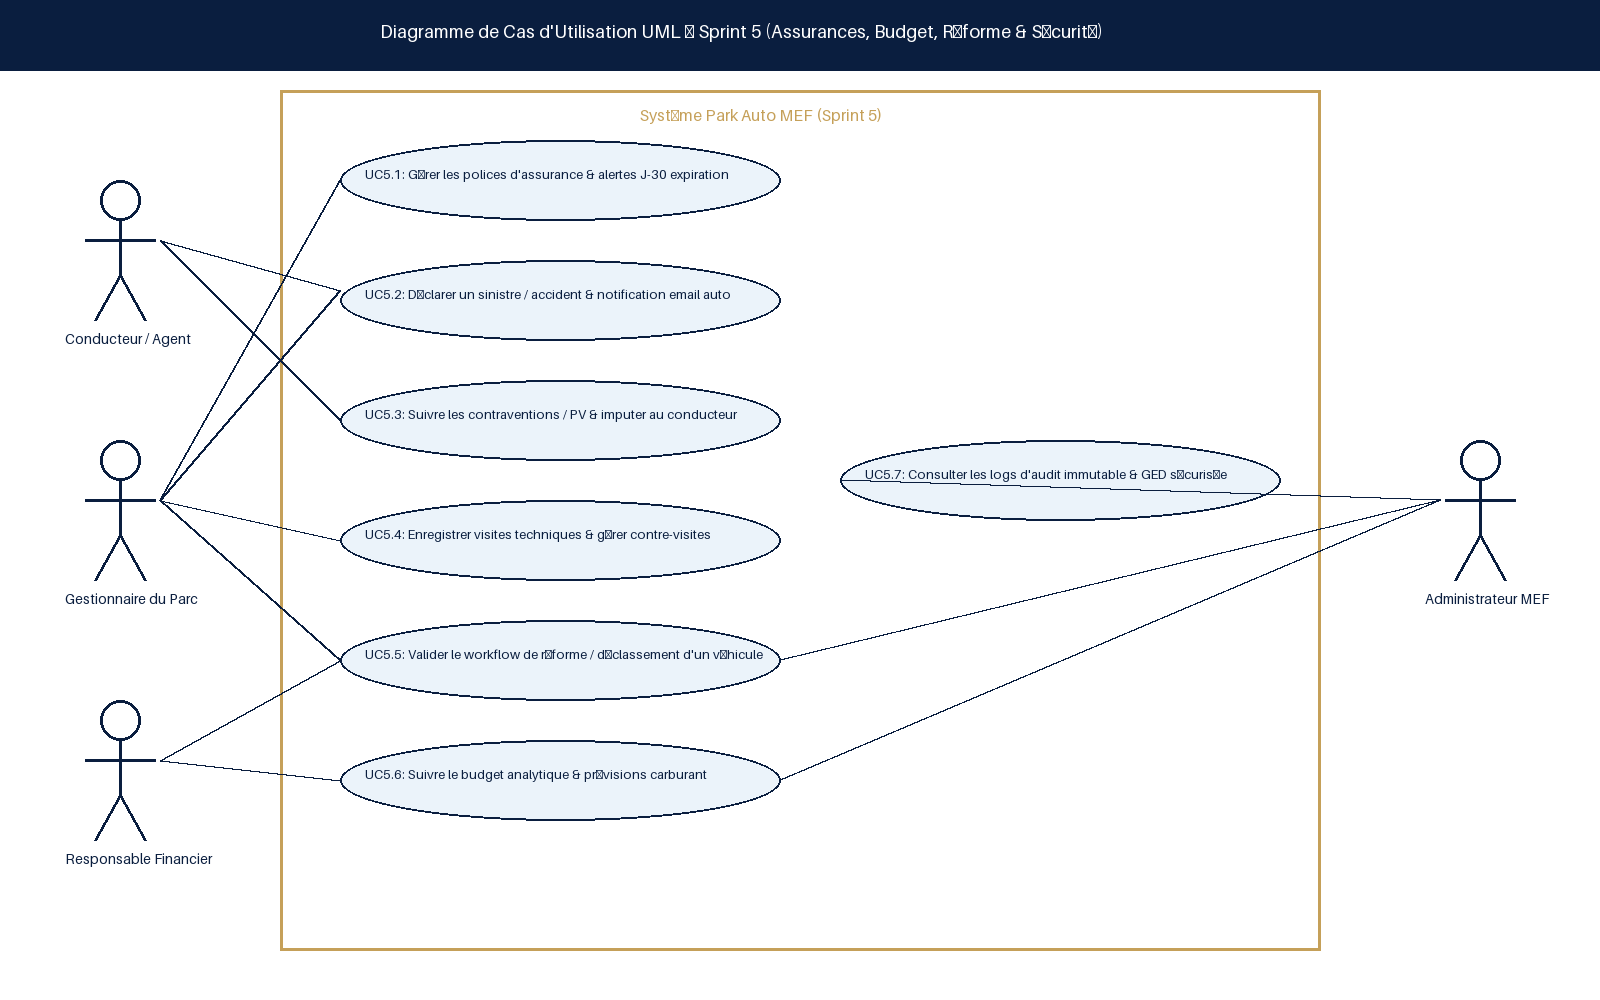 Diagramme de Cas d'Utilisation UML □ Sprint 5 (Assurances, Budget, R□forme & S□curit□)
Syst□me Park Auto MEF (Sprint 5)
UC5.1: G□rer les polices d'assurance & alertes J-30 expiration
UC5.2: D□clarer un sinistre / accident & notification email auto
Conducteur / Agent
UC5.3: Suivre les contraventions / PV & imputer au conducteur
UC5.7: Consulter les logs d'audit immutable & GED s□curis□e
UC5.4: Enregistrer visites techniques & g□rer contre-visites
Gestionnaire du Parc
Administrateur MEF
UC5.5: Valider le workflow de r□forme / d□classement d'un v□hicule
UC5.6: Suivre le budget analytique & pr□visions carburant
Responsable Financier